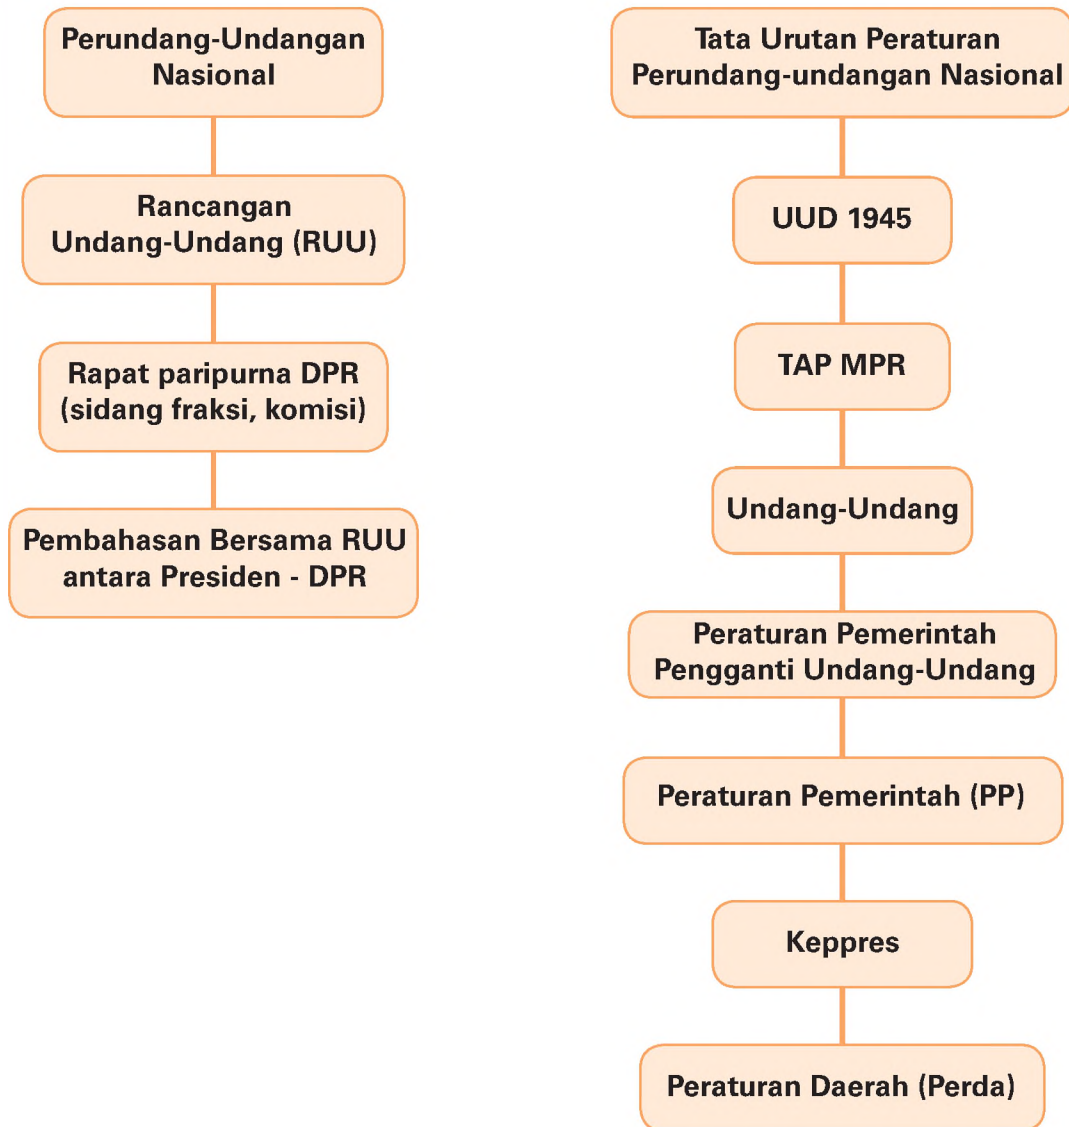 Perundang-Undangan
Nasional
Rancangan
Undang-Undang (RUU)
Rapat paripurna DPR
(sidang fraksi, komisi)
Pembahasan Bersama RUU
antara Presiden - DPR
Tata Urutan Peraturan
Perundang-undangan Nasional
UUD 1945
TAP MPR
Undang-Undang
Peraturan Pemerintah
Pengganti Undang-Undang
Peraturan Pemerintah (PP)
Keppres
Peraturan Daerah (Perda)